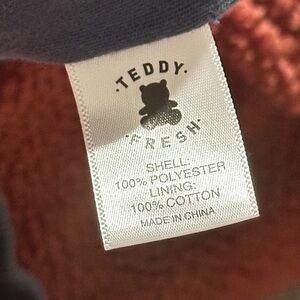 ·TEDDY·
·FRESH·
SHELL:
100% POLYESTER
LINING:
100% COTTON
MADE IN CHINA